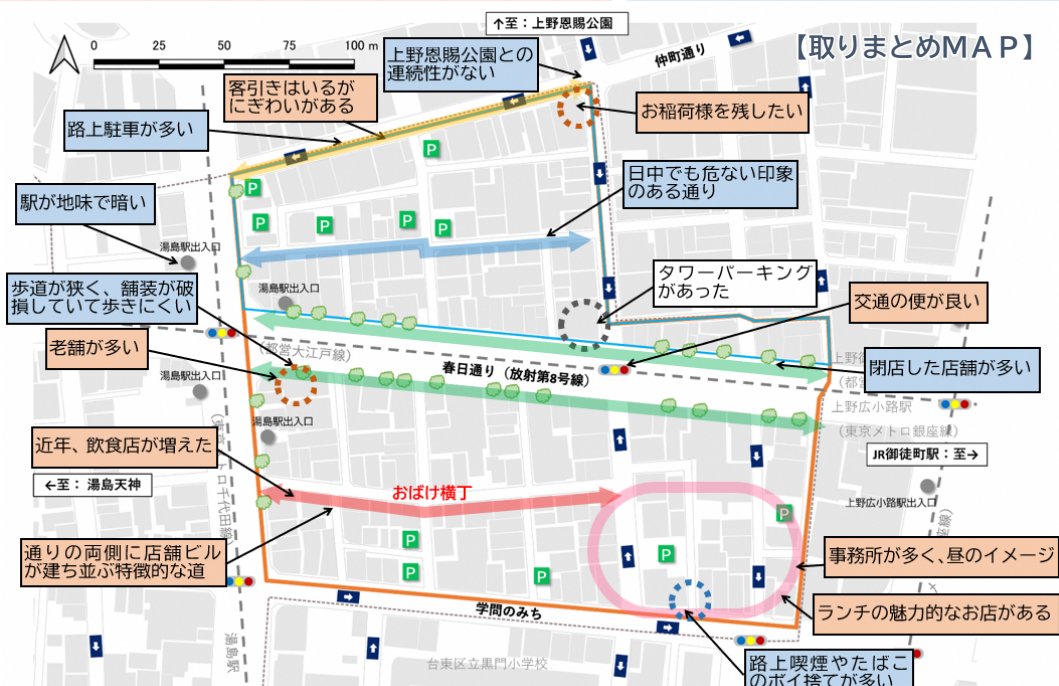 ↑至：上野恩賜公園
【取りまとめＭＡＰ】
0 25 50 75 100 m
仲町通り
上野恩賜公園との
連続性がない
客引きはいるが
にぎわいがある
お稲荷様を残したい
路上駐車が多い
日中でも危ない印象
のある通り
駅が地味で暗い
湯島駅出入口
タワーパーキング
があった
歩道が狭く、舗装が破
損していて歩きにくい
湯島駅出入口
交通の便が良い
老舗が多い
(都営大江戸線)
春日通り（放射第8号線）
閉店した店舗が多い
湯島駅出入口
上野広小路駅
(東京メトロ銀座線)
湯島駅出入口
近年、飲食店が増えた
JR御徒町駅：至→
←至： 湯島天神
おばけ横丁
上野広小路駅出入口
通りの両側に店舗ビル
が建ち並ぶ特徴的な道
事務所が多く、昼のイメージ
ランチの魅力的なお店がある
学問のみち
湯島駅
台東区立黒門小学校
路上喫煙やたばこ
のポイ捨てが多い
P
P
P
P
P
P
P
P
P
P
P